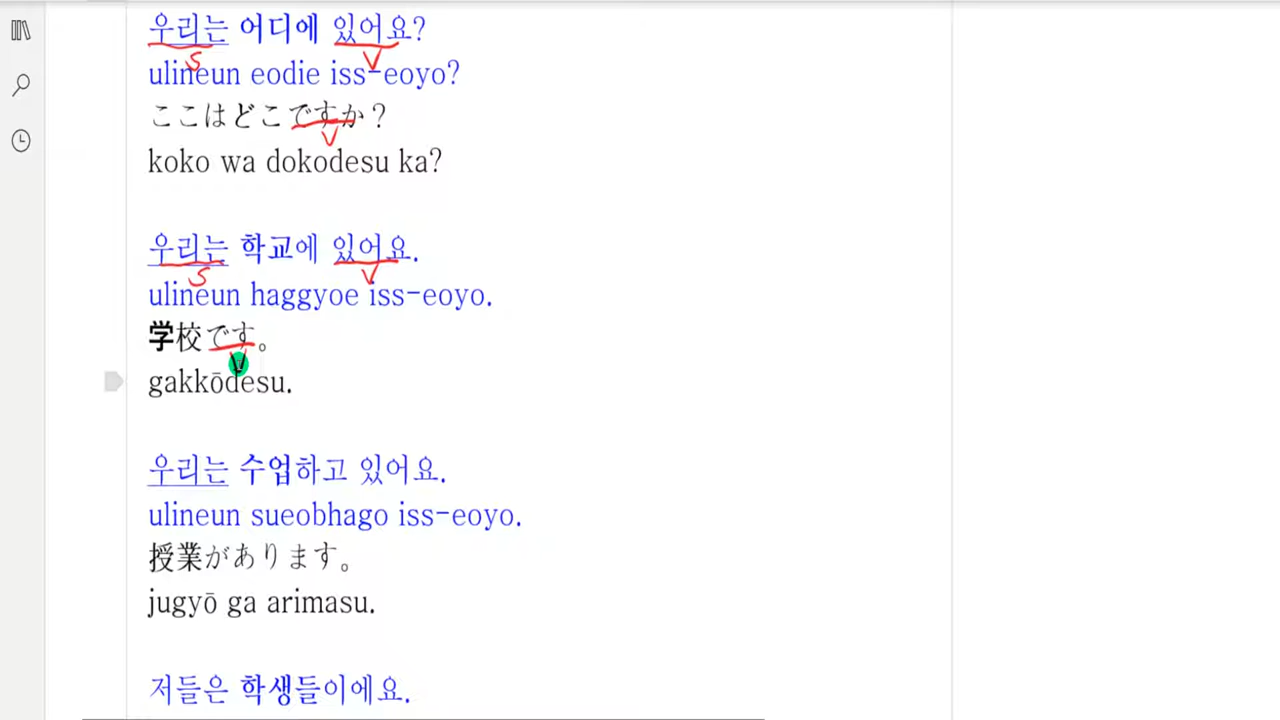 우리는 어디에 있어요?
S V
ulineun eodie iss-eoyo?
ここはどこですか？
V
koko wa dokodesu ka?
우리는 학교에 있어요.
S V
ulineun haggyoe iss-eoyo.
学校です。
V
gakkōdesu.
우리는 수업하고 있어요.
ulineun sueobhago iss-eoyo.
授業があります。
jugyō ga arimasu.
저들은 학생들이에요.